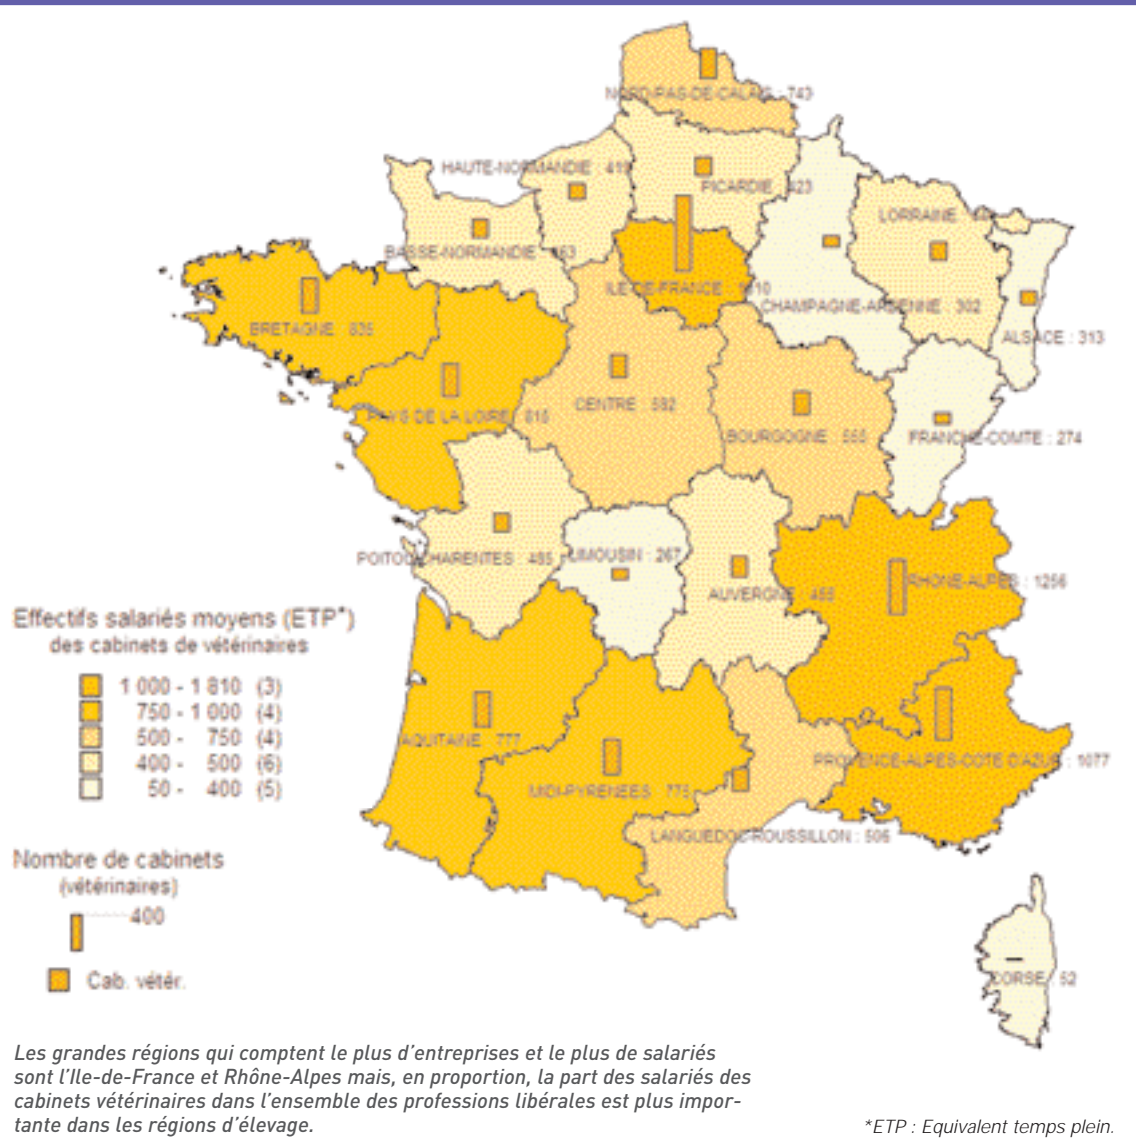 NORD-PAS-DE-CALAIS : 743
HAUTE-NORMANDIE : 419
PICARDIE : 423
LORRAINE :
BASSE-NORMANDIE :
ILE-DE-FRANCE : 1810
CHAMPAGNE-ARDENNE : 302
BRETAGNE : 835
ALSACE : 313
PAYS DE LA LOIRE : 815
CENTRE : 592
BOURGOGNE : 555
FRANCHE-COMTE : 274
POITOU-CHARENTES : 495
LIMOUSIN : 267
AUVERGNE : 455
RHONE-ALPES : 1256
Effectifs salariés moyens (ETP*)
des cabinets de vétérinaires
1 000 - 1 810 (3)
750 - 1 000 (4)
500 - 750 (4)
400 - 500 (6)
50 - 400 (5)
AQUITAINE : 777
MIDI-PYRENEES : 775
PROVENCE-ALPES-COTE D'AZUR : 1077
LANGUEDOC-ROUSSILLON : 506
Nombre de cabinets
(vétérinaires)
400
Cab. vétér.
CORSE : 52
Les grandes régions qui comptent le plus d'entreprises et le plus de salariés
sont l'Ile-de-France et Rhône-Alpes mais, en proportion, la part des salariés des
cabinets vétérinaires dans l'ensemble des professions libérales est plus impor-
tante dans les régions d'élevage.
*ETP : Equivalent temps plein.